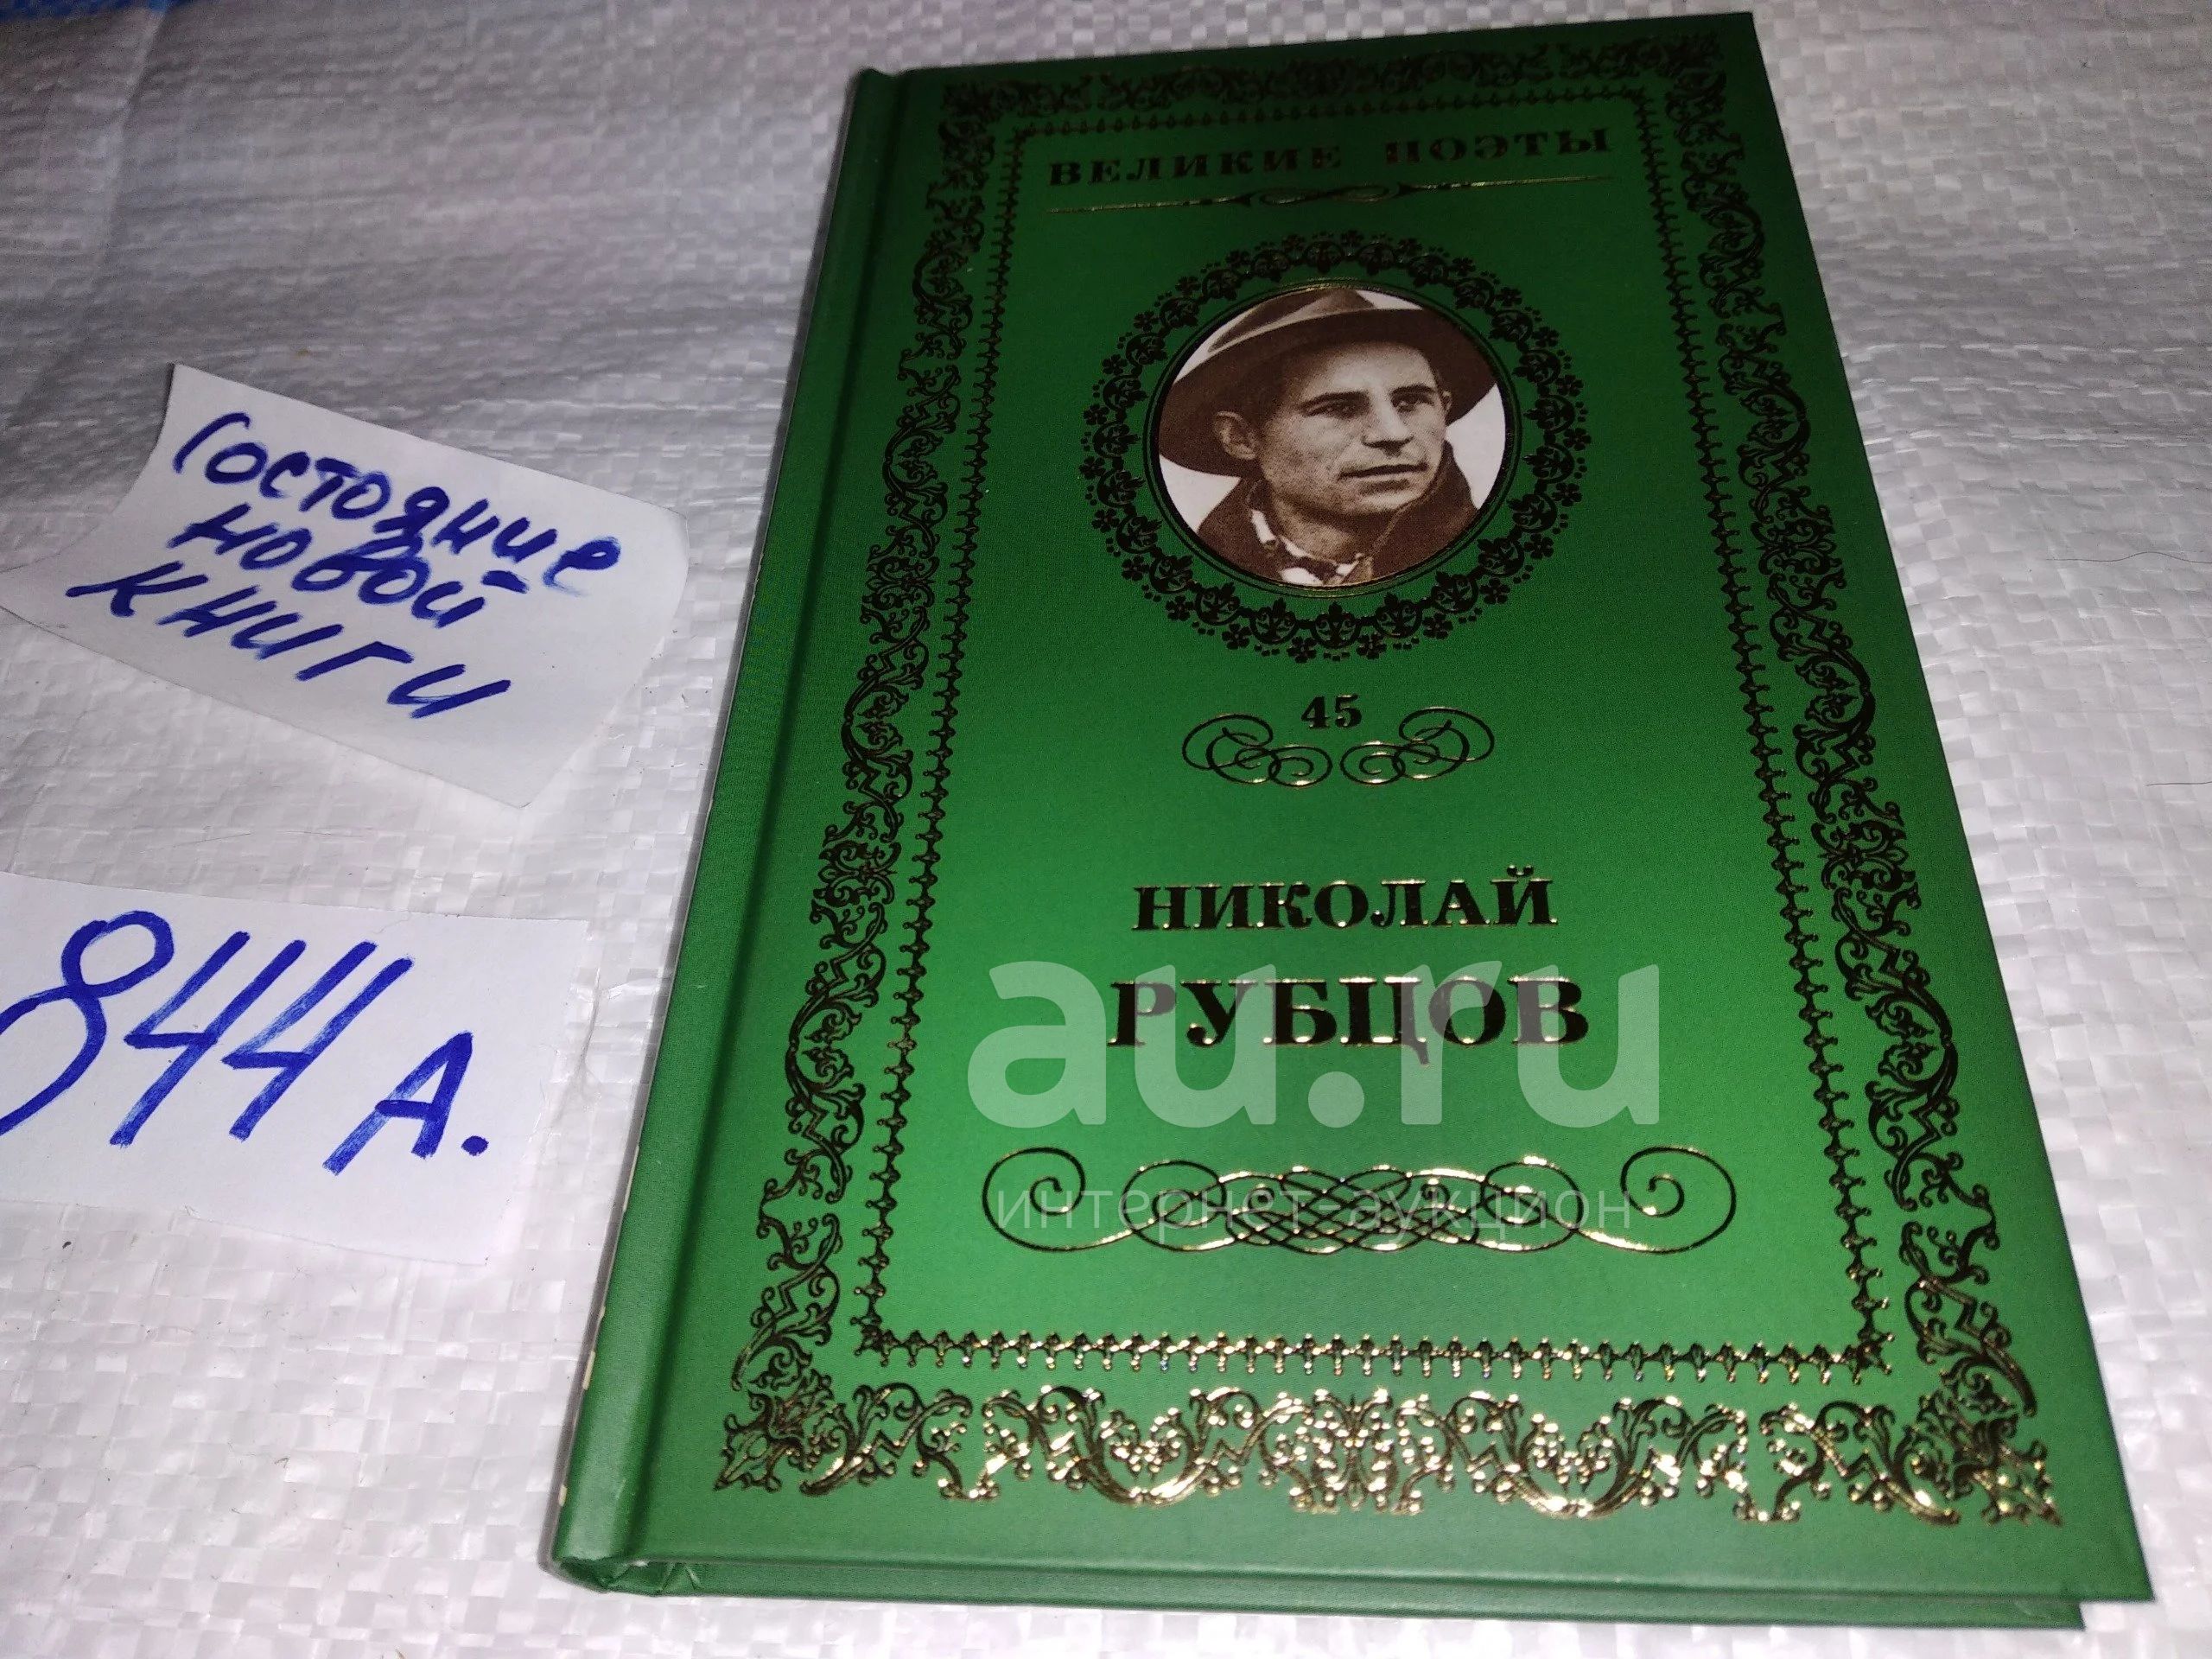 ВЕЛИКИЕ ПОЭТЫ
45
НИКОЛАЙ
РУБЦОВ
Состояние
новой
книги
844 А.
au.ru
интернет-аукцион